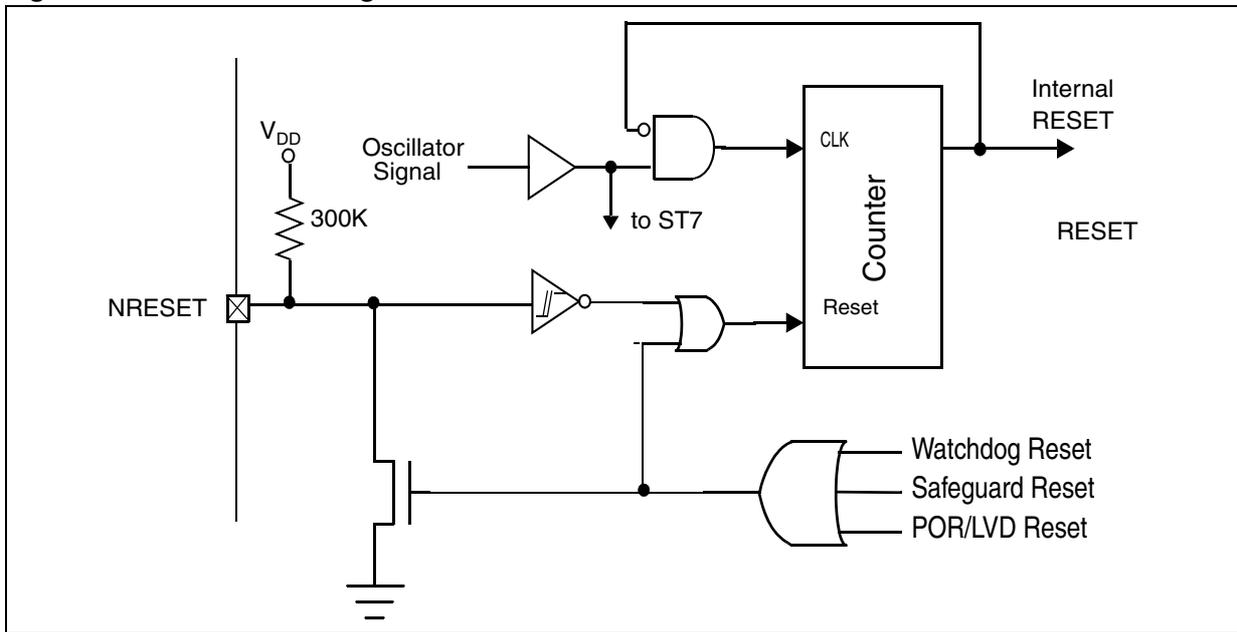 Internal
RESET
V_DD
Oscillator
Signal
CLK
300K
to ST7
Counter
RESET
NRESET
Reset
Watchdog Reset
Safeguard Reset
POR/LVD Reset